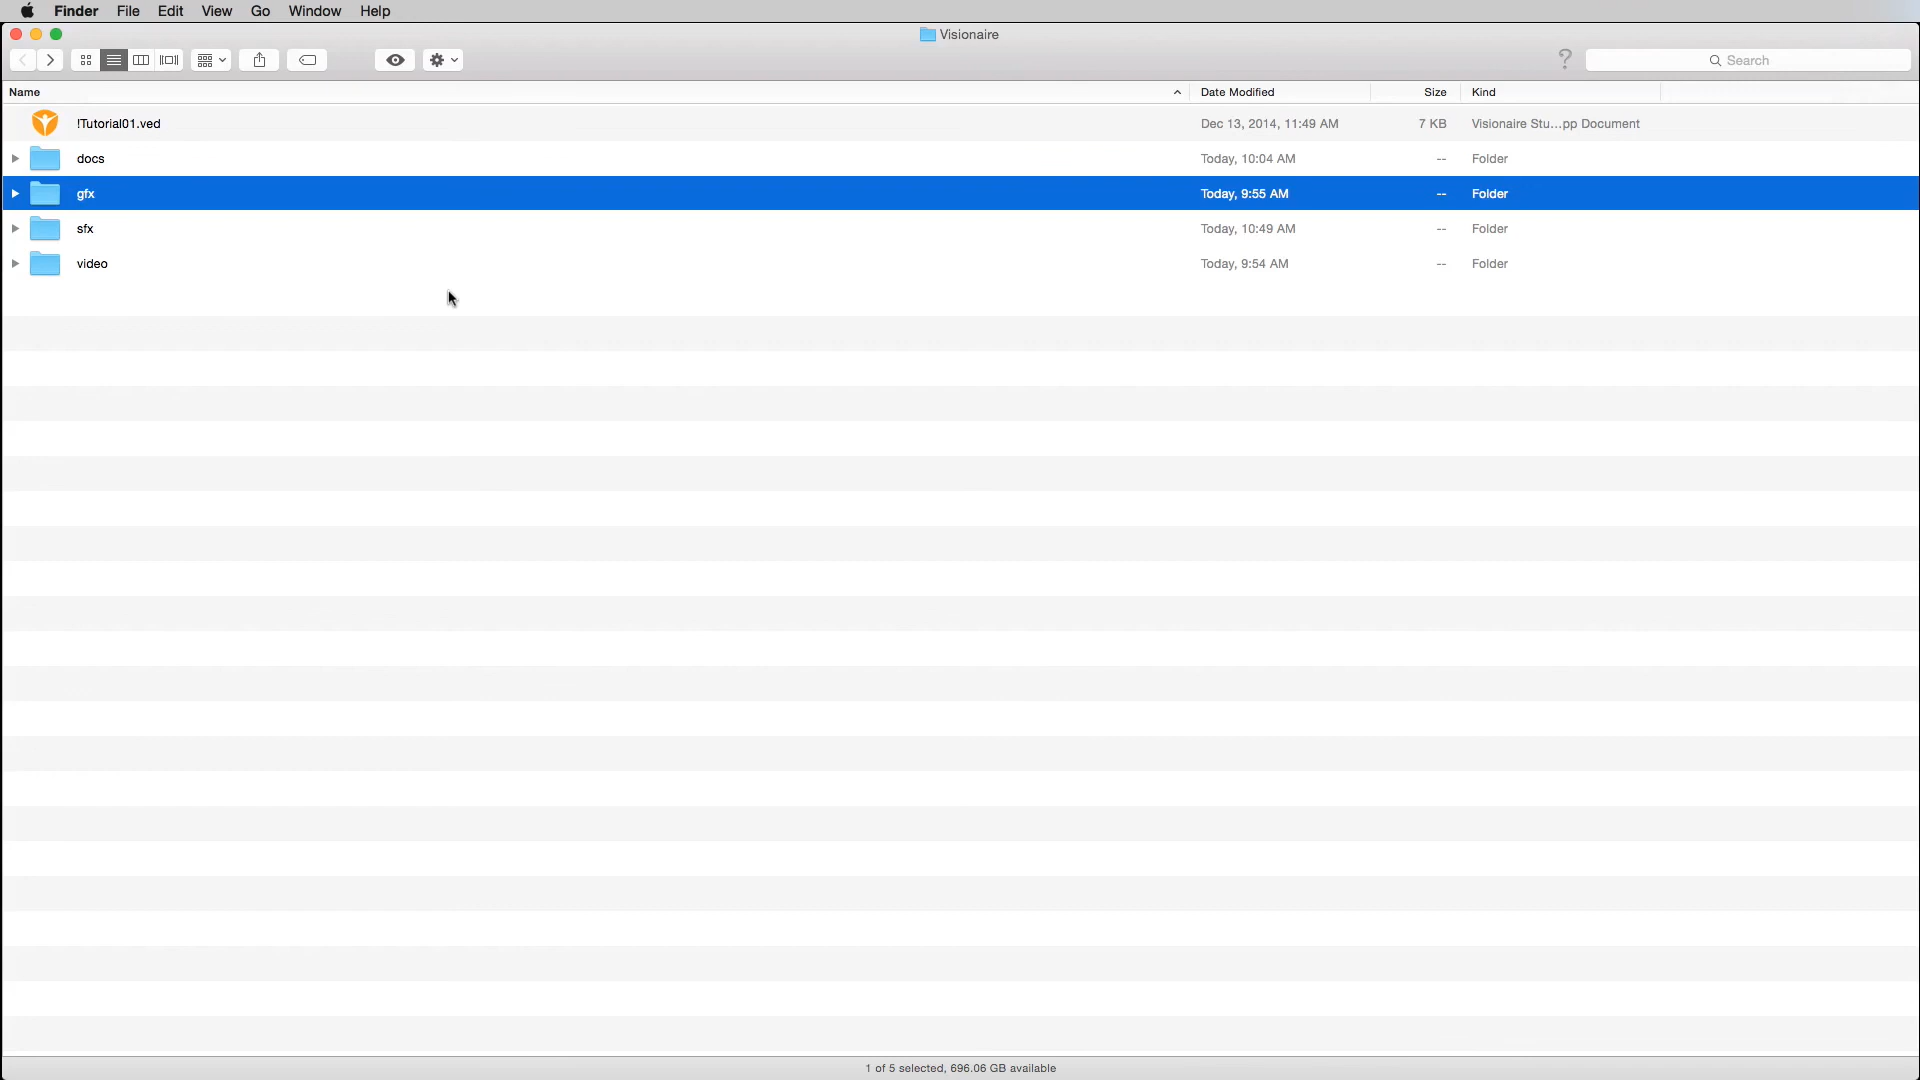 Finder File Edit View Go Window Help
Visionaire
? Search
Name Date Modified Size Kind
!Tutorial01.ved Dec 13, 2014, 11:49 AM 7 KB Visionaire Stu...pp Document
docs Today, 10:04 AM -- Folder
gfx Today, 9:55 AM -- Folder
sfx Today, 10:49 AM -- Folder
video Today, 9:54 AM -- Folder
1 of 5 selected, 696.06 GB available